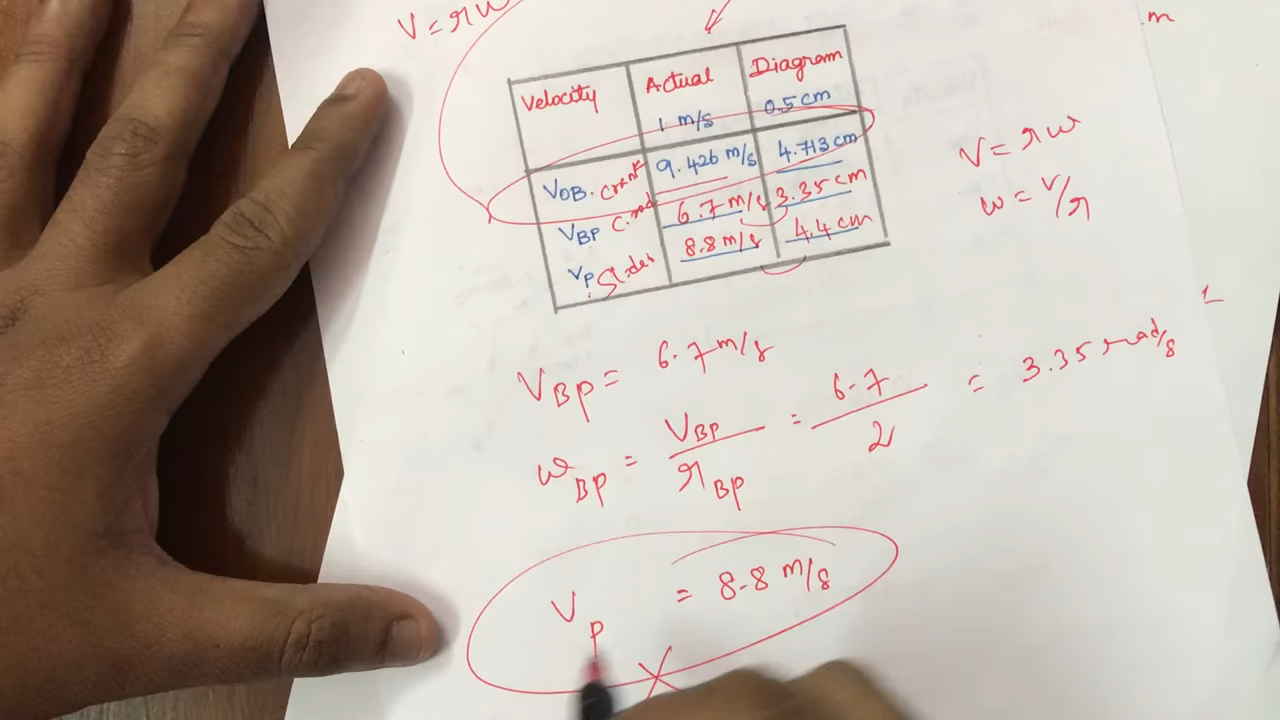 V = rω
m
Velocity Actual Diagram
1 m/s 0.5 cm
VOB. Crank 9.426 m/s 4.713 cm
VBP C.rod 6.7 m/s 3.35 cm
VP. Slider 8.8 m/s 4.4 cm
V = rω
ω = V/r
VBP = 6.7 m/s
ωBP = VBP / rBP = 6.7 / 2 = 3.35 rad/s
VP = 8.8 m/s